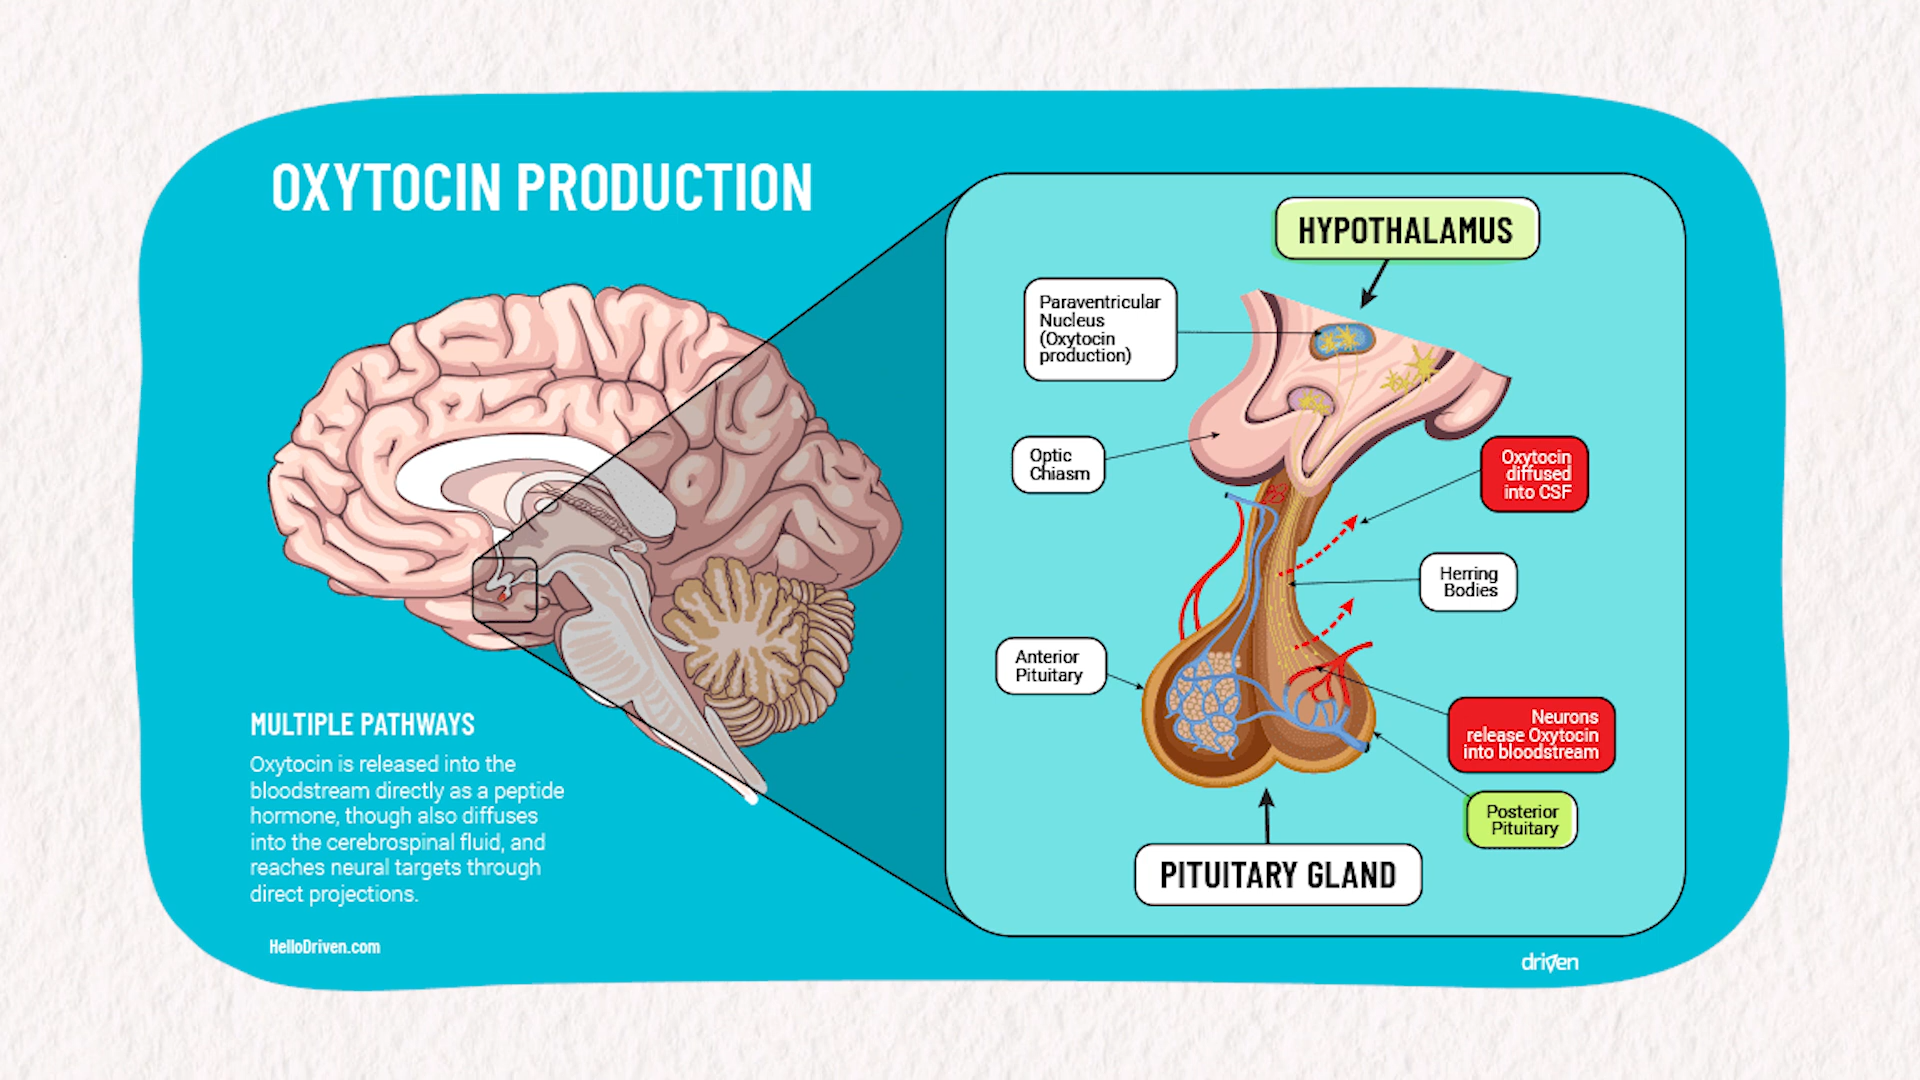 OXYTOCIN PRODUCTION
HYPOTHALAMUS
Paraventricular
Nucleus
(Oxytocin
production)
Optic
Chiasm
Oxytocin
diffused
into CSF
Herring
Bodies
Anterior
Pituitary
Neurons
release Oxytocin
into bloodstream
Posterior
Pituitary
PITUITARY GLAND
MULTIPLE PATHWAYS
Oxytocin is released into the
bloodstream directly as a peptide
hormone, though also diffuses
into the cerebrospinal fluid, and
reaches neural targets through
direct projections.
HelloDriven.com
driven